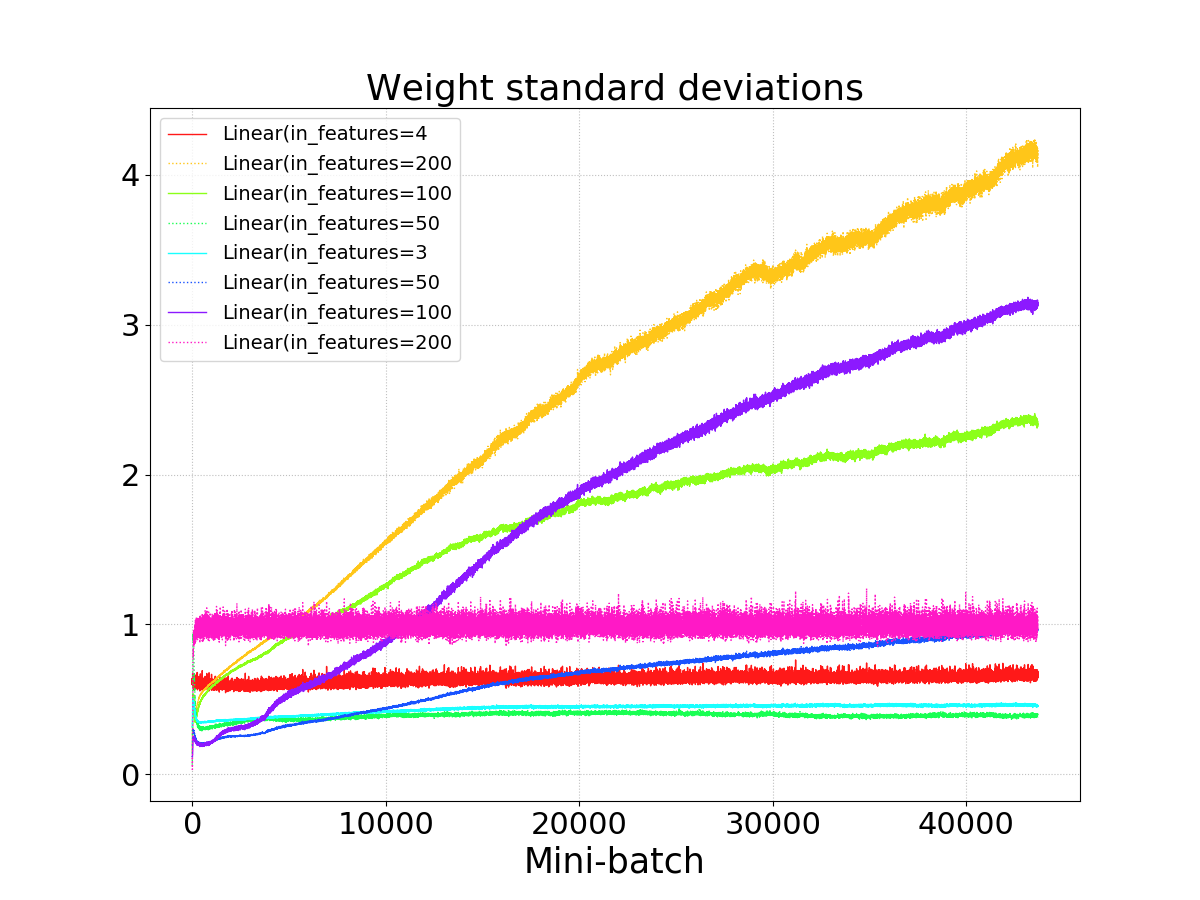 Weight standard deviations
Linear(in_features=4
Linear(in_features=200
Linear(in_features=100
Linear(in_features=50
Linear(in_features=3
Linear(in_features=50
Linear(in_features=100
Linear(in_features=200
4
3
2
1
0
0 10000 20000 30000 40000
Mini-batch